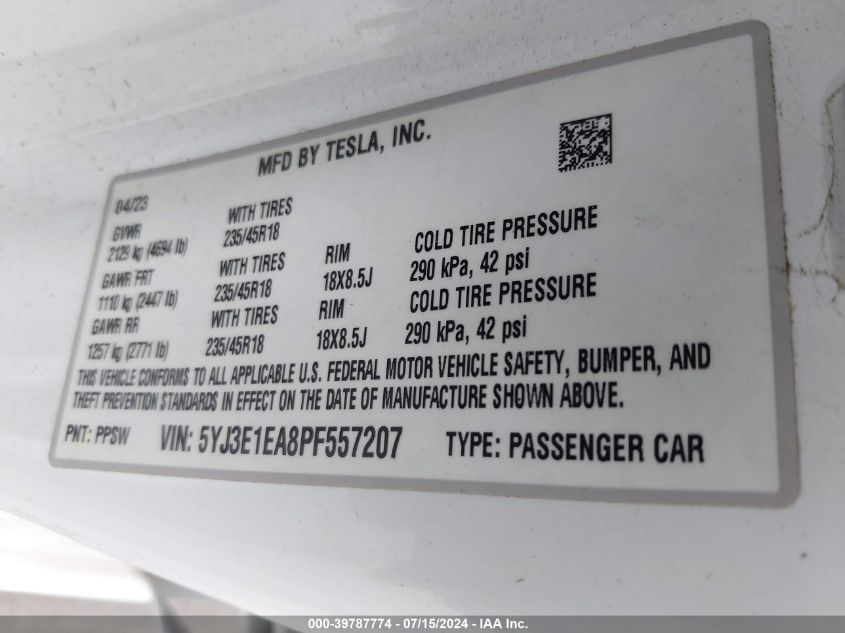 MFD BY TESLA, INC.
04/23
GVWR
2129 kg (4694 lb)
WITH TIRES
235/45R18
GAWR FRT
1110 kg (2447 lb)
WITH TIRES
235/45R18
RIM
18X8.5J
COLD TIRE PRESSURE
290 kPa, 42 psi
GAWR RR
1257 kg (2771 lb)
WITH TIRES
235/45R18
RIM
18X8.5J
COLD TIRE PRESSURE
290 kPa, 42 psi
THIS VEHICLE CONFORMS TO ALL APPLICABLE U.S. FEDERAL MOTOR VEHICLE SAFETY, BUMPER, AND
THEFT PREVENTION STANDARDS IN EFFECT ON THE DATE OF MANUFACTURE SHOWN ABOVE.
PNT: PPSW VIN: 5YJ3E1EA8PF557207 TYPE: PASSENGER CAR
000-39787774 - 07/15/2024 - IAA Inc.